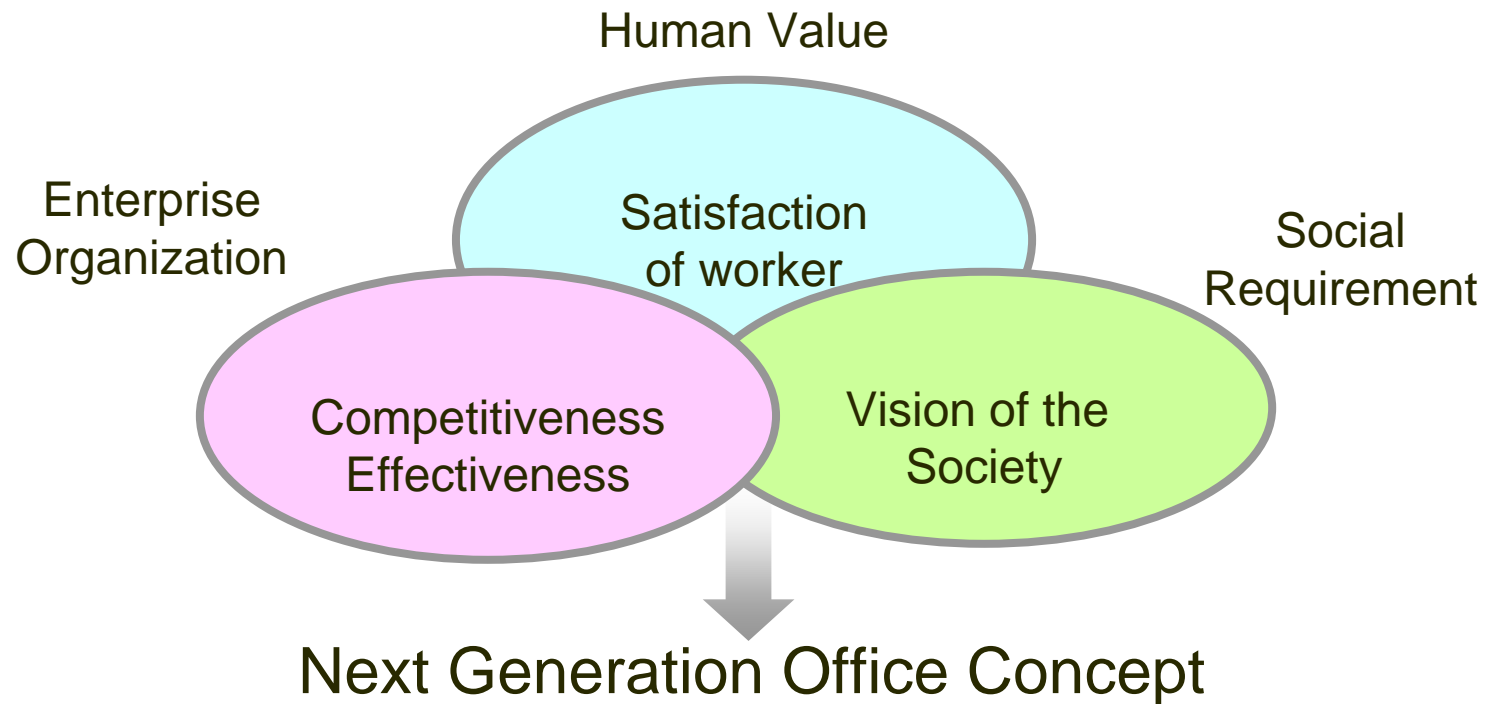 Human Value
Enterprise
Organization
Satisfaction
of worker
Social
Requirement
Competitiveness
Effectiveness
Vision of the
Society
Next Generation Office Concept